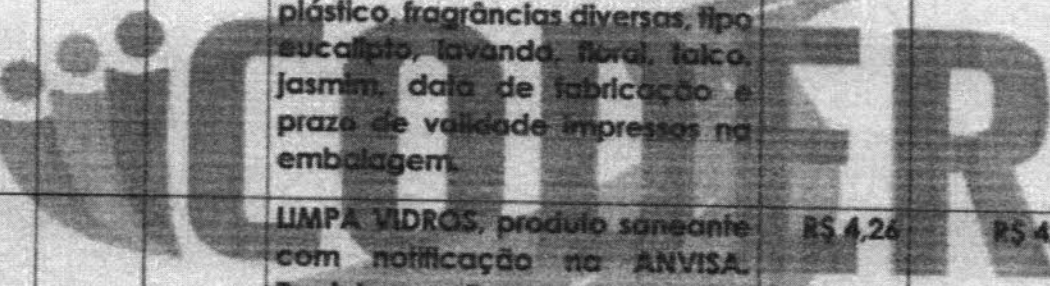 plástico, fragrâncias diversas, tipo
eucalipto, lavanda, floral, talco,
jasmim, data de fabricação e
prazo de validade impressos na
embalagem.
LIMPA VIDROS, produto saneante R$ 4,26 R$ 4
com notificação na ANVISA.